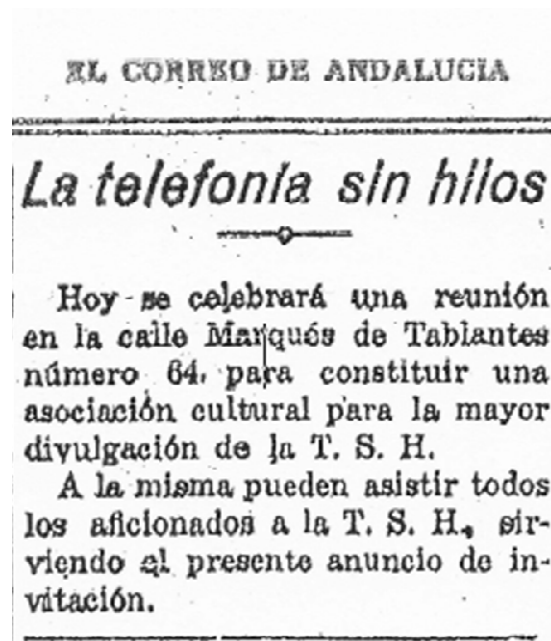 EL CORREO DE ANDALUCIA
La telefonía sin hilos
Hoy se celebrará una reunión
en la calle Marqués de Tablantes
número 64, para constituir una
asociación cultural para la mayor
divulgación de la T. S. H.
A la misma pueden asistir todos
los aficionados a la T. S. H., sir-
viendo el presente anuncio de in-
vitación.